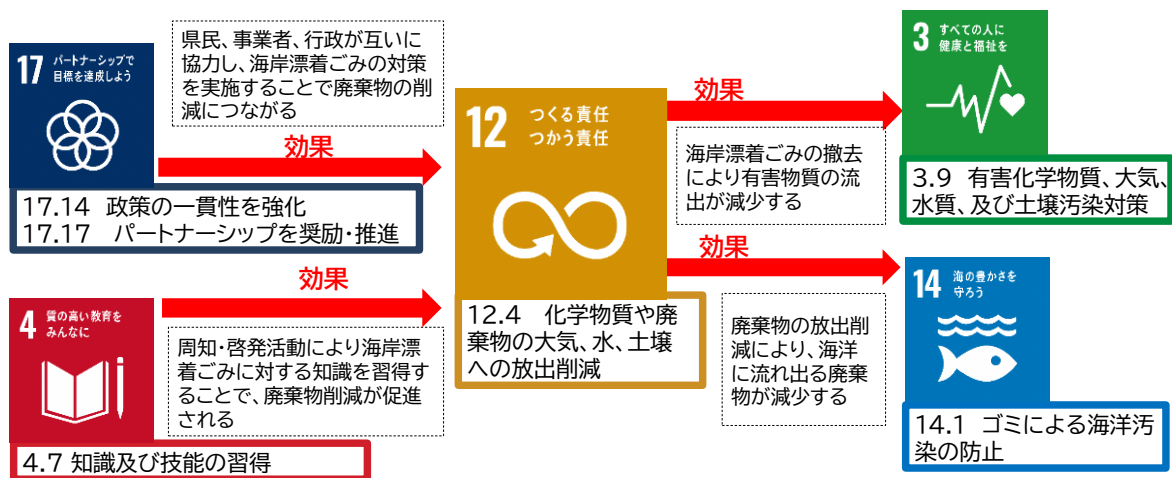 17 パートナーシップで
目標を達成しよう
県民、事業者、行政が互いに
協力し、海岸漂着ごみの対策
を実施することで廃棄物の削
減につながる
効果
17.14 政策の一貫性を強化
17.17 パートナーシップを奨励・推進
4 質の高い教育を
みんなに
効果
周知・啓発活動により海岸漂
着ごみに対する知識を習得す
ることで、廃棄物削減が促進
される
4.7 知識及び技能の習得
12 つくる責任
つかう責任
12.4 化学物質や廃
棄物の大気、水、土壌
への放出削減
効果
海岸漂着ごみの撤去
により有害物質の流
出が減少する
3 すべての人に
健康と福祉を
3.9 有害化学物質、大気、
水質、及び土壌汚染対策
効果
廃棄物の放出削
減により、海洋
に流れ出る廃棄
物が減少する
14 海の豊かさを
守ろう
14.1 ゴミによる海洋汚
染の防止